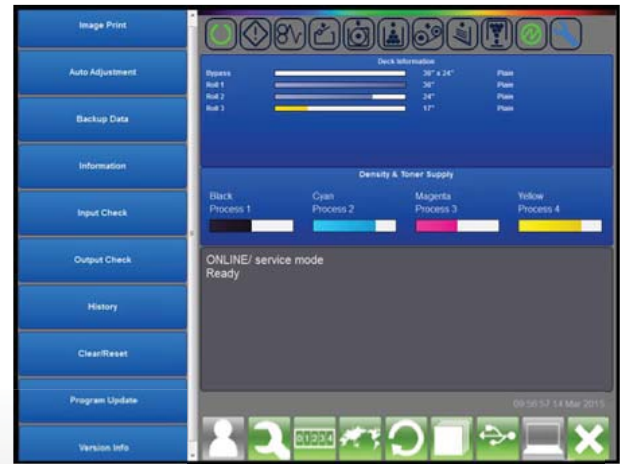 Image Print
Auto Adjustment
Backup Data
Information
Input Check
Output Check
History
Clear/Reset
Program Update
Version Info
Deck Information
Bypass 36" x 24" Plain
Roll 1 36" Plain
Roll 2 24" Plain
Roll 3 17" Plain
Density & Toner Supply
Black Cyan Magenta Yellow
Process 1 Process 2 Process 3 Process 4
ONLINE/ service mode
Ready
14 Mar 2015